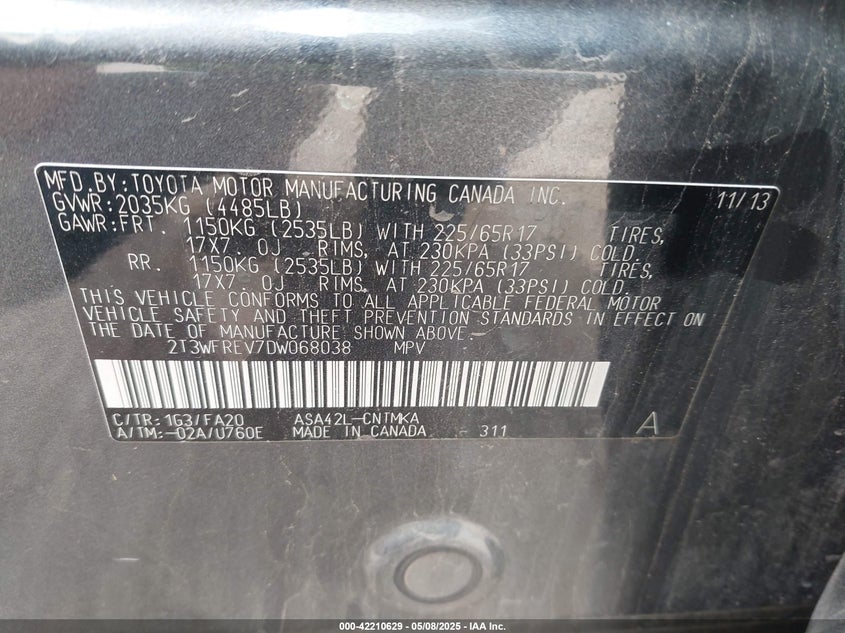 MFD.BY:TOYOTA MOTOR MANUFACTURING CANADA INC. 11/13
GVWR:2035KG (4485LB)
GAWR:FRT. 1150KG (2535LB) WITH 225/65R17 TIRES,
17X7.0J RIMS, AT 230KPA (33PSI) COLD.
RR. 1150KG (2535LB) WITH 225/65R17 TIRES,
17X7.0J RIMS, AT 230KPA (33PSI) COLD.
THIS VEHICLE CONFORMS TO ALL APPLICABLE FEDERAL MOTOR
VEHICLE SAFETY AND THEFT PREVENTION STANDARDS IN EFFECT ON
THE DATE OF MANUFACTURE SHOWN ABOVE.
2T3WFREV7DW068038 MPV
C/TR:1G3/FA20 ASA42L-CNTMKA
A/TM:-02A/U760E MADE IN CANADA - 311 A
000-42210629 - 05/08/2025 - IAA Inc.